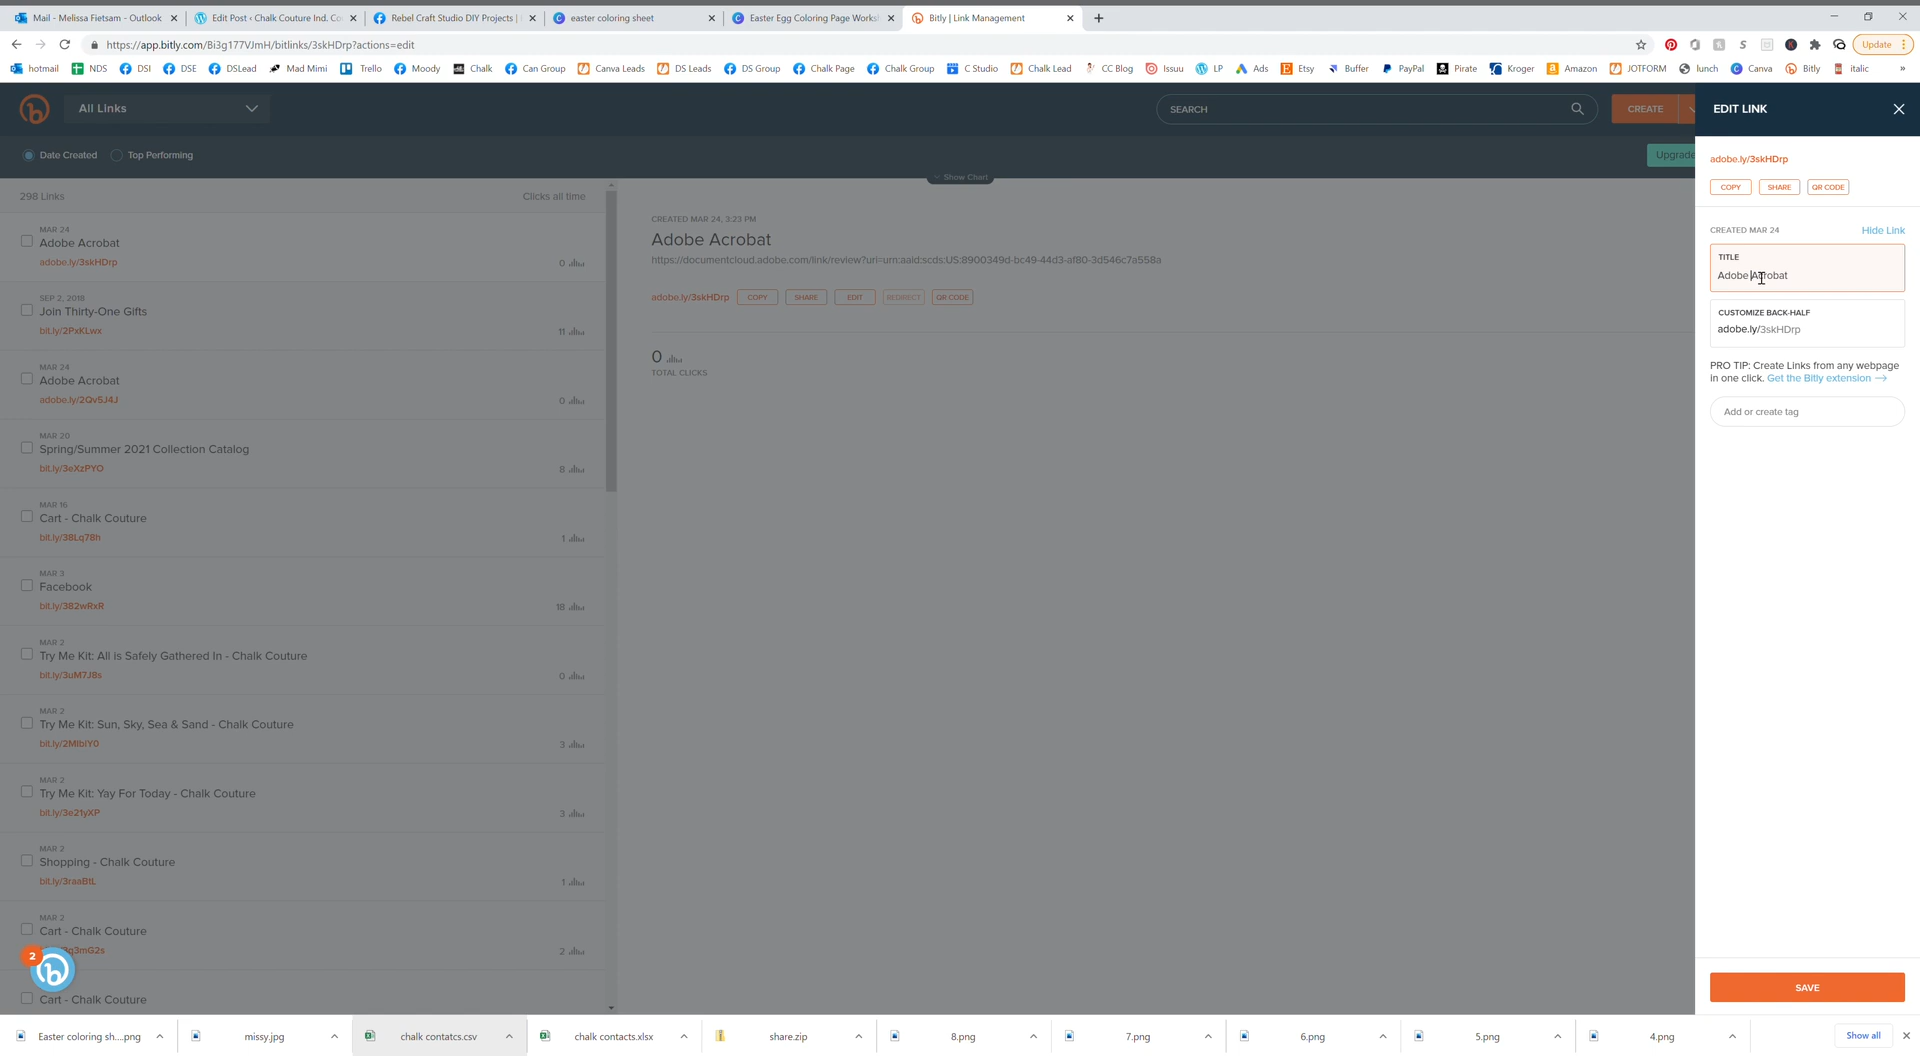 Mail - Melissa Fietsam - Outlook
Edit Post ‹ Chalk Couture Ind. Co
Rebel Craft Studio DIY Projects |
easter coloring sheet
Easter Egg Coloring Page Works
Bitly | Link Management
https://app.bitly.com/Bi3g177VJmH/bitlinks/3skHDrp?actions=edit
Update
hotmail NDS DSI DSE DSLead Mad Mimi Trello Moody Chalk Can Group Canva Leads DS Leads DS Group Chalk Page Chalk Group C Studio Chalk Lead CC Blog Issuu LP Ads Etsy Buffer PayPal Pirate Kroger Amazon JOTFORM lunch Canva Bitly italic »
All Links
SEARCH
CREATE
Date Created Top Performing
Upgrade
Show Chart
298 Links Clicks all time
MAR 24
Adobe Acrobat
adobe.ly/3skHDrp 0
SEP 2, 2018
Join Thirty-One Gifts
bit.ly/2PxKLwx 11
MAR 24
Adobe Acrobat
adobe.ly/2Qv5J4J 0
MAR 20
Spring/Summer 2021 Collection Catalog
bit.ly/3eXzPYO 8
MAR 16
Cart - Chalk Couture
bit.ly/38Lq78h 1
MAR 3
Facebook
bit.ly/382wRxR 18
MAR 2
Try Me Kit: All is Safely Gathered In - Chalk Couture
bit.ly/3uM7J8s 0
MAR 2
Try Me Kit: Sun, Sky, Sea & Sand - Chalk Couture
bit.ly/2MIbIY0 3
MAR 2
Try Me Kit: Yay For Today - Chalk Couture
bit.ly/3e21yXP 3
MAR 2
Shopping - Chalk Couture
bit.ly/3raaBtL 1
MAR 2
Cart - Chalk Couture
3q3mG2s 2
2
Cart - Chalk Couture
CREATED MAR 24, 3:23 PM
Adobe Acrobat
https://documentcloud.adobe.com/link/review?uri=urn:aaid:scds:US:8900349d-bc49-44d3-af80-3d546c7a558a
adobe.ly/3skHDrp COPY SHARE EDIT REDIRECT QR CODE
0
TOTAL CLICKS
EDIT LINK
adobe.ly/3skHDrp
COPY SHARE QR CODE
CREATED MAR 24 Hide Link
TITLE
Adobe Acrobat
CUSTOMIZE BACK-HALF
adobe.ly/3skHDrp
PRO TIP: Create Links from any webpage
in one click. Get the Bitly extension →
Add or create tag
SAVE
Easter coloring sh....png
missy.jpg
chalk contatcs.csv
chalk contacts.xlsx
share.zip
8.png
7.png
6.png
5.png
4.png
Show all